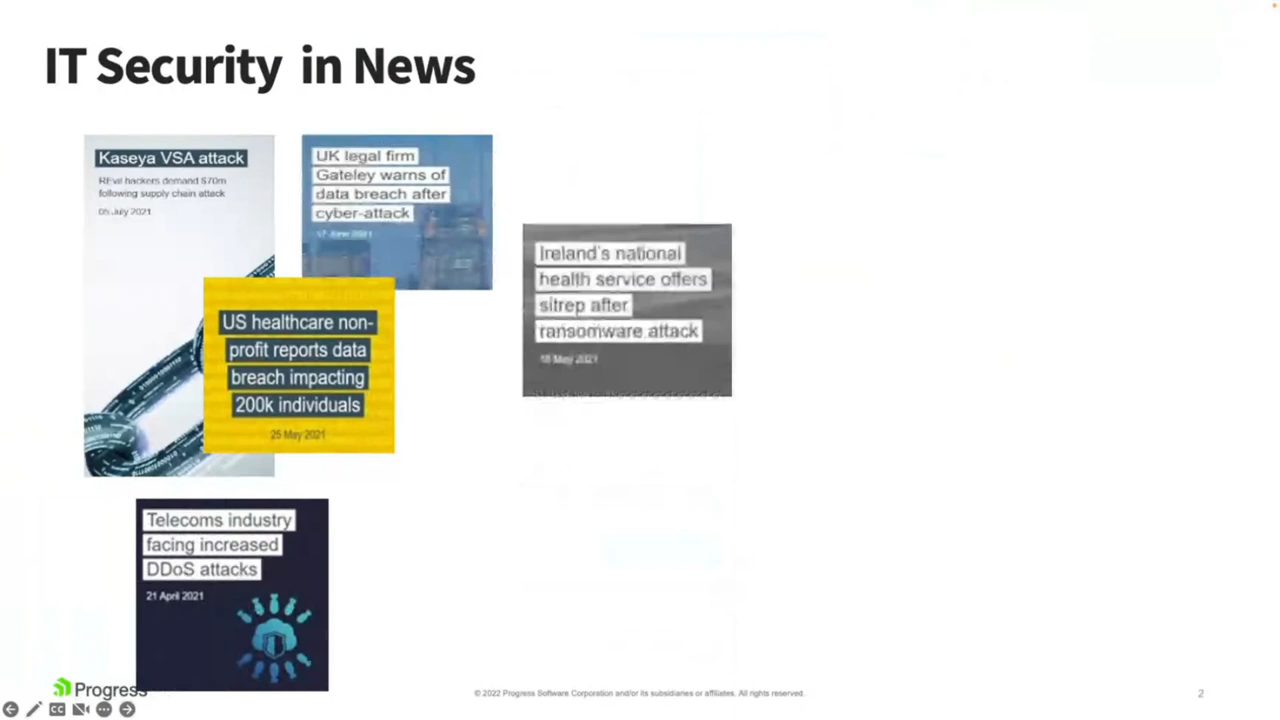 IT Security in News
Kaseya VSA attack
REvil hackers demand $70m
following supply chain attack
05 July 2021
UK legal firm
Gateley warns of
data breach after
cyber-attack
17 June 2021
Ireland's national
health service offers
sitrep after
ransomware attack
18 May 2021
US healthcare non-
profit reports data
breach impacting
200k individuals
25 May 2021
Telecoms industry
facing increased
DDoS attacks
21 April 2021
Progress
© 2022 Progress Software Corporation and/or its subsidiaries or affiliates. All rights reserved.
2
CC